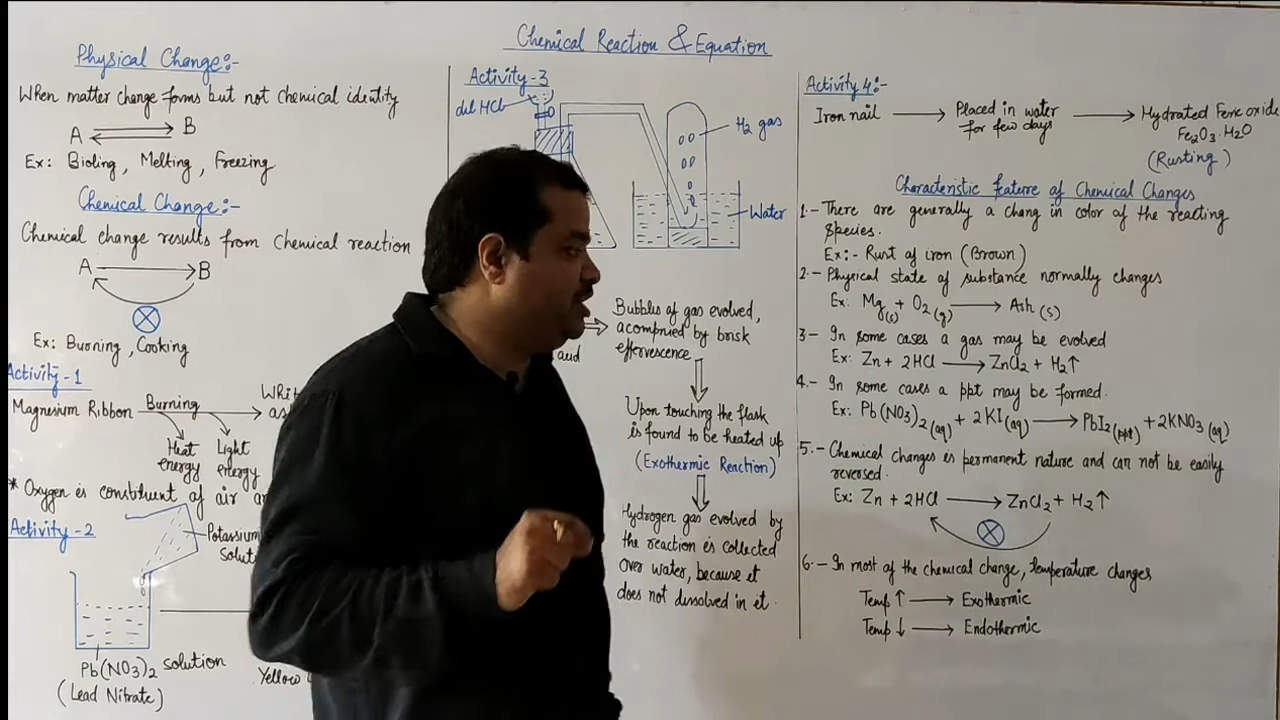 Chemical Reaction & Equation
Physical Change:-
When matter change forms but not chemical identity
A B
Ex: Bioling, Melting, Freezing
Chemical Change:-
Chemical change results from chemical reaction
A B
Ex: Burning, Cooking
Activity-1
Magnesium Ribbon Burning
Heat energy
Light energy
* Oxygen is constituent of air
Activity-2
Potassium
Pb(NO3)2 solution
(Lead Nitrate)
Yellow
Activity-3
dil HCl
H2 gas
Water
Bubbles of gas evolved,
acompnied by brisk
effervescence
Upon touching the flask
is found to be heated up
(Exothermic Reaction)
Hydrogen gas evolved by
the reaction is collected
over water, because it
does not dissolved in it.
Activity 4:-
Iron nail → Placed in water → Hydrated Ferric oxide
for few days Fe2O3.H2O
(Rusting)
Characteristic feature of Chemical Changes
1.- There are generally a chang in color of the reacting
species.
Ex:- Rust of iron (Brown)
2.- Physical state of substance normally changes
Ex: Mg(s) + O2(g) → Ash(s)
3- In some cases a gas may be evolved
Ex: Zn + 2HCl → ZnCl2 + H2↑
4.- In some cases a ppt may be formed.
Ex: Pb(NO3)2(aq) + 2KI(aq) → PbI2(ppt) + 2KNO3(aq)
5.- Chemical changes is permanent nature and can not be easily
reversed.
Ex: Zn + 2HCl → ZnCl2 + H2↑
6.- In most of the chemical change, temperature changes
Temp ↑ → Exothermic
Temp ↓ → Endothermic